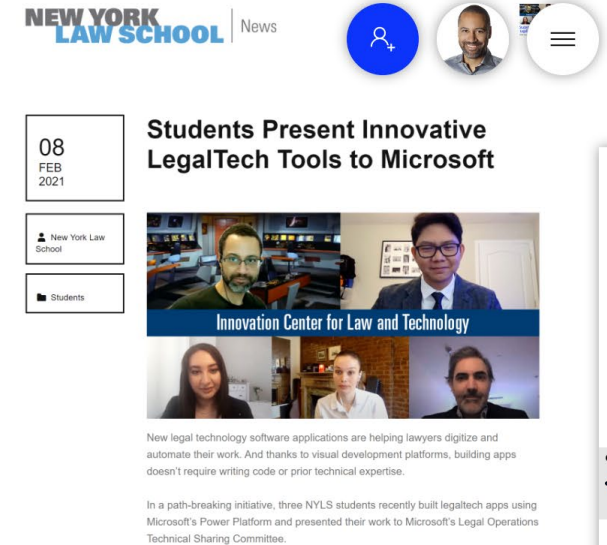 NEW YORK
LAW SCHOOL
News
08
FEB
2021
New York Law
School
Students
Students Present Innovative
LegalTech Tools to Microsoft
Innovation Center for Law and Technology
New legal technology software applications are helping lawyers digitize and
automate their work. And thanks to visual development platforms, building apps
doesn't require writing code or prior technical expertise.
In a path-breaking initiative, three NYLS students recently built legaltech apps using
Microsoft's Power Platform and presented their work to Microsoft's Legal Operations
Technical Sharing Committee.